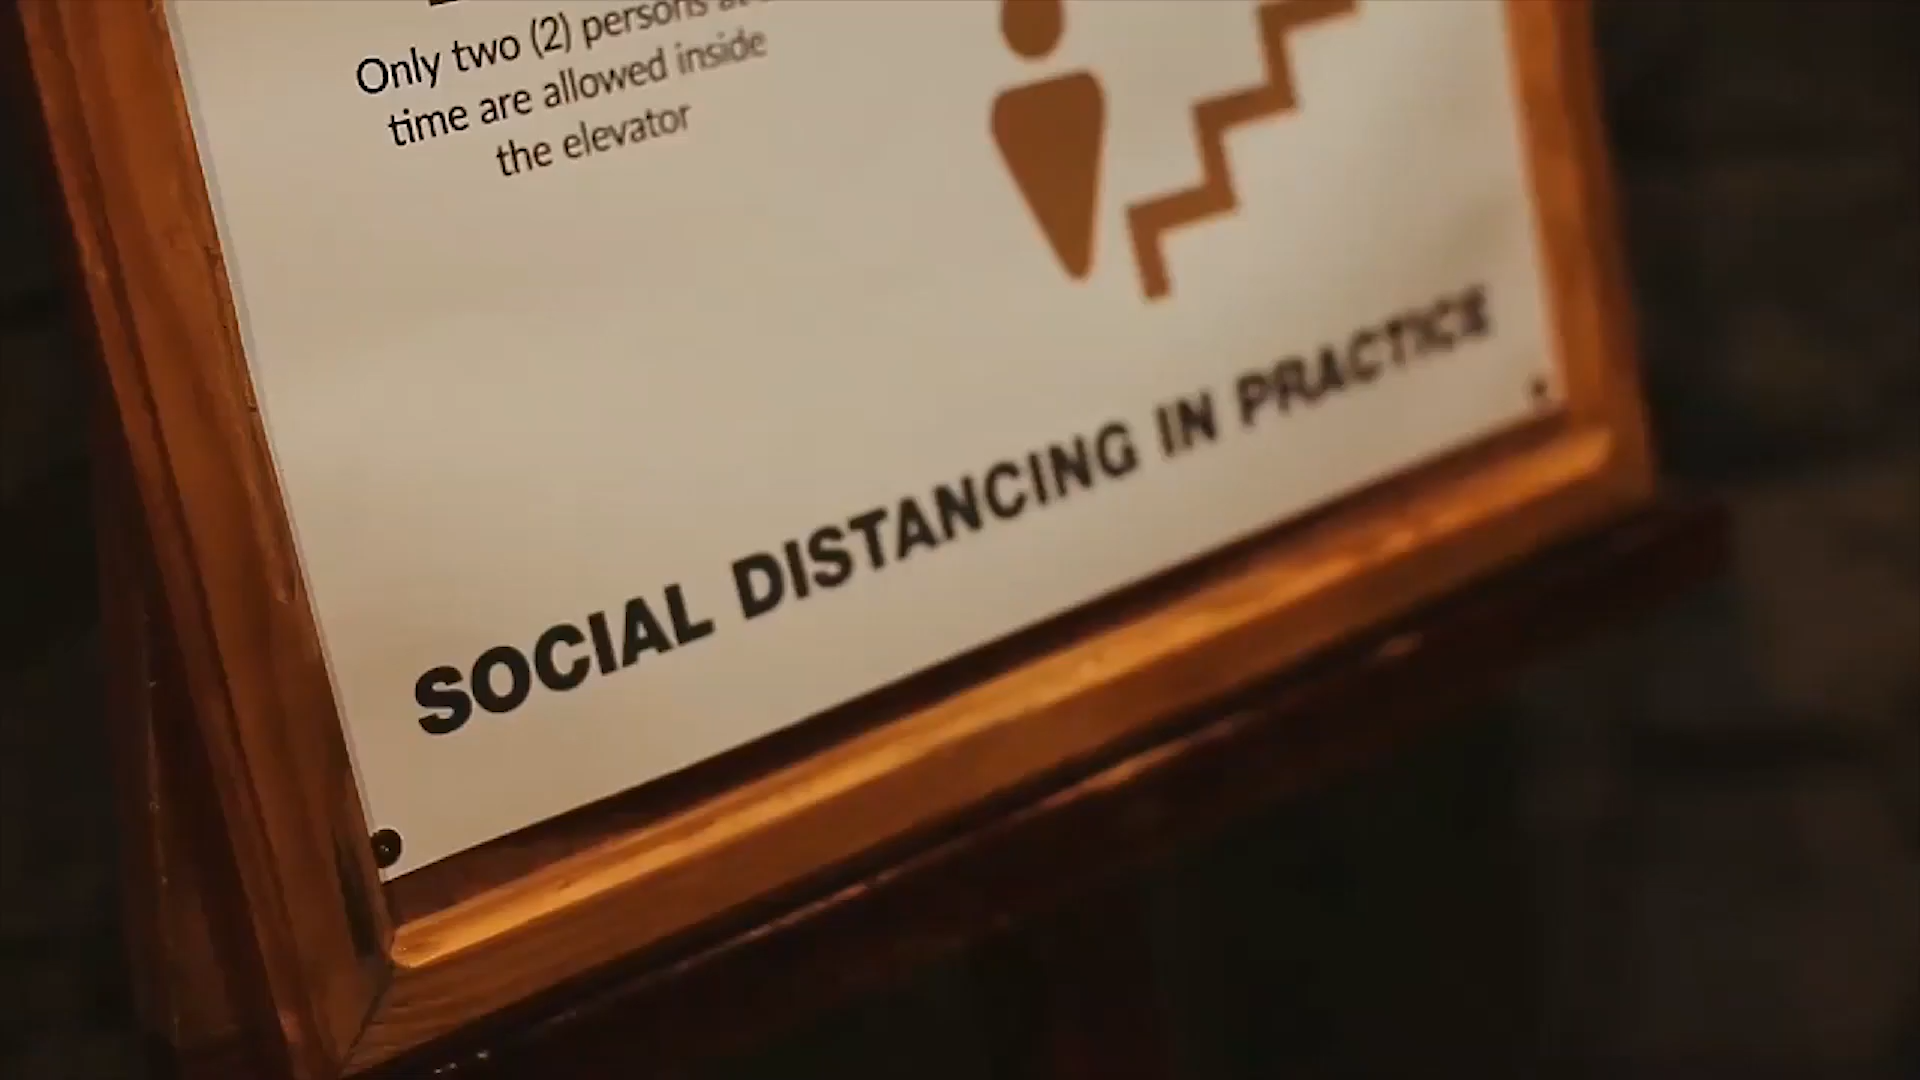 Only two (2) persons at a
time are allowed inside
the elevator
SOCIAL DISTANCING IN PRACTICE